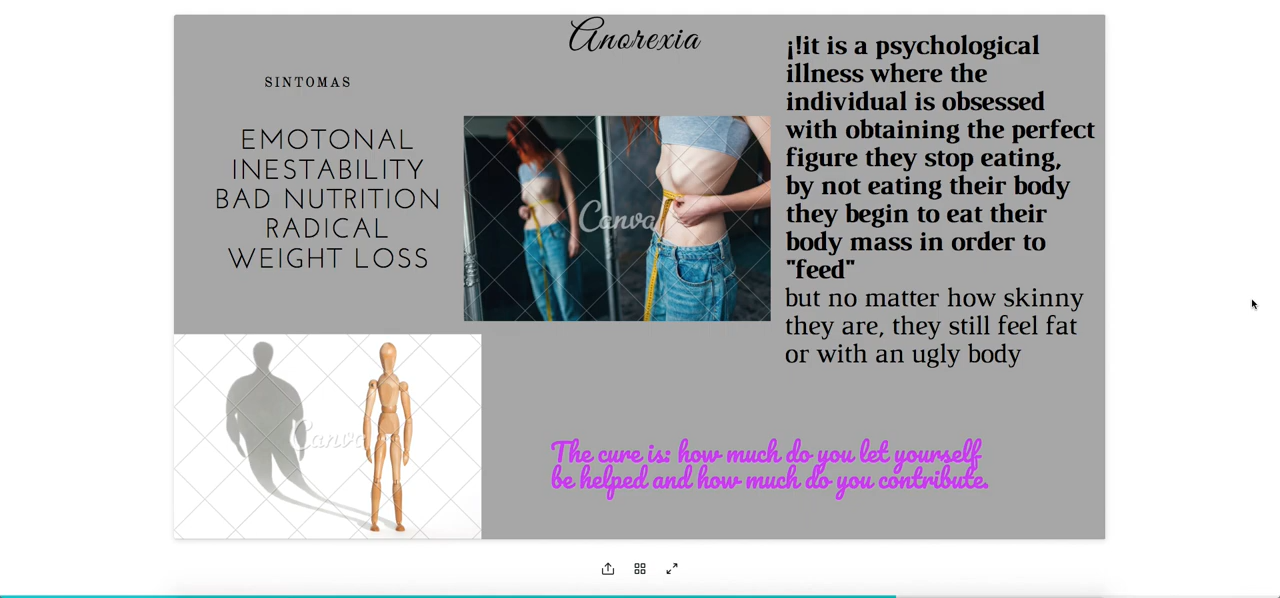 Anorexia
SINTOMAS
EMOTONAL
INESTABILITY
BAD NUTRITION
RADICAL
WEIGHT LOSS
Canva
¡!it is a psychological
illness where the
individual is obsessed
with obtaining the perfect
figure they stop eating,
by not eating their body
they begin to eat their
body mass in order to
"feed"
but no matter how skinny
they are, they still feel fat
or with an ugly body
Canva
The cure is: how much do you let yourself
be helped and how much do you contribute.